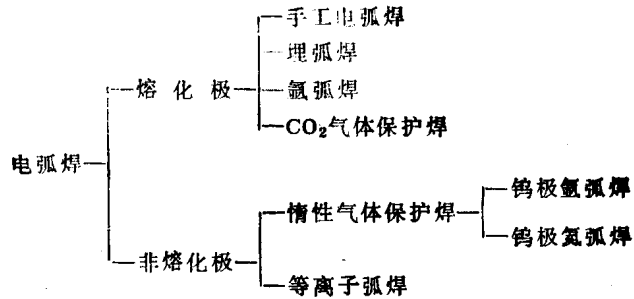 手工电弧焊
埋弧焊
熔化极
氩弧焊
CO₂气体保护焊
电弧焊
钨极氩弧焊
惰性气体保护焊
钨极氦弧焊
非熔化极
等离子弧焊